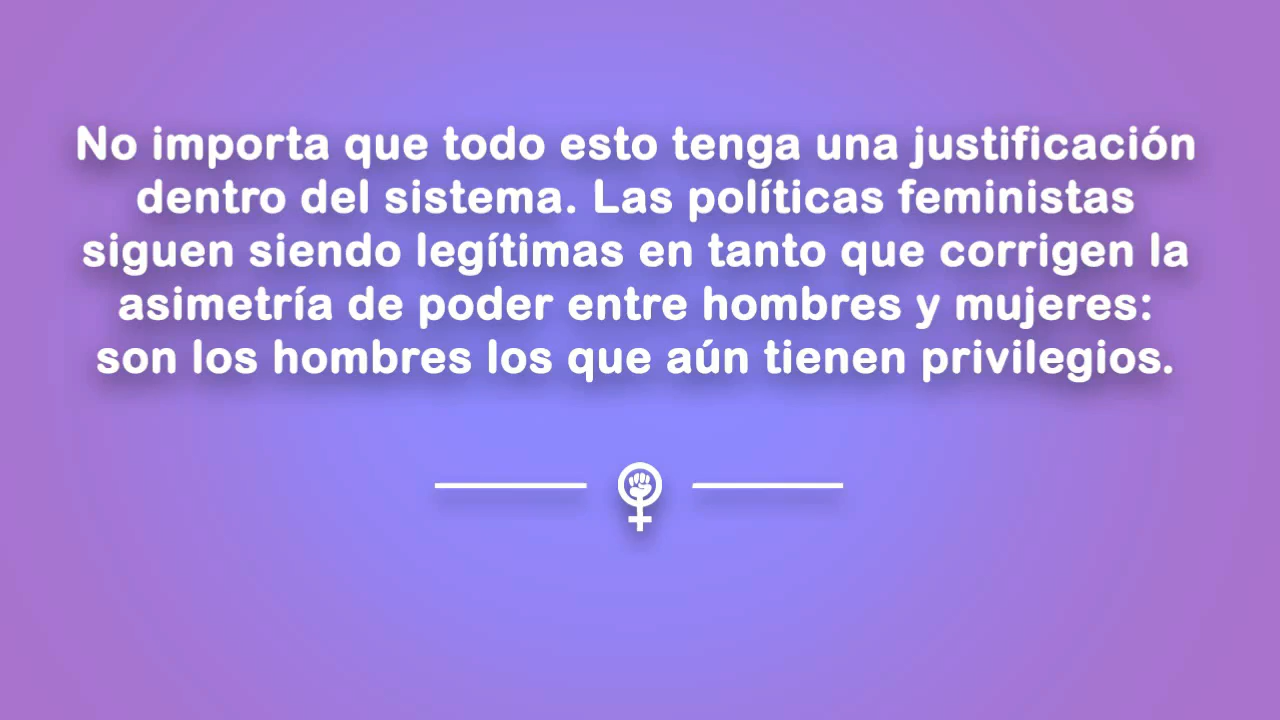 No importa que todo esto tenga una justificación
dentro del sistema. Las políticas feministas
siguen siendo legítimas en tanto que corrigen la
asimetría de poder entre hombres y mujeres:
son los hombres los que aún tienen privilegios.